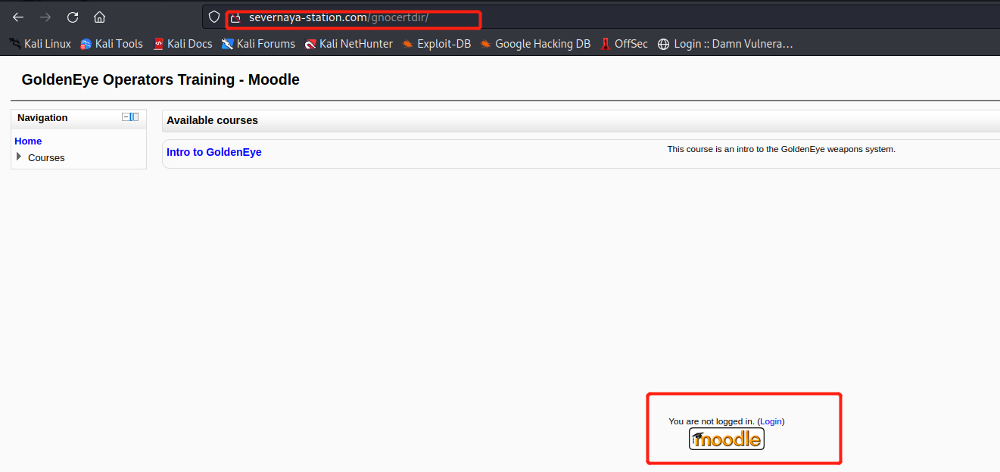 severnaya-station.com/gnocertdir/
Kali Linux Kali Tools Kali Docs Kali Forums Kali NetHunter Exploit-DB Google Hacking DB OffSec Login :: Damn Vulnera…
GoldenEye Operators Training - Moodle
Navigation
Home
Courses
Available courses
Intro to GoldenEye
This course is an intro to the GoldenEye weapons system.
You are not logged in. (Login)
moodle